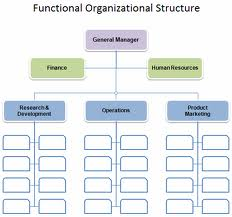 Functional Organizational Structure
General Manager
Finance
Human Resources
Research &
Development
Operations
Product
Marketing